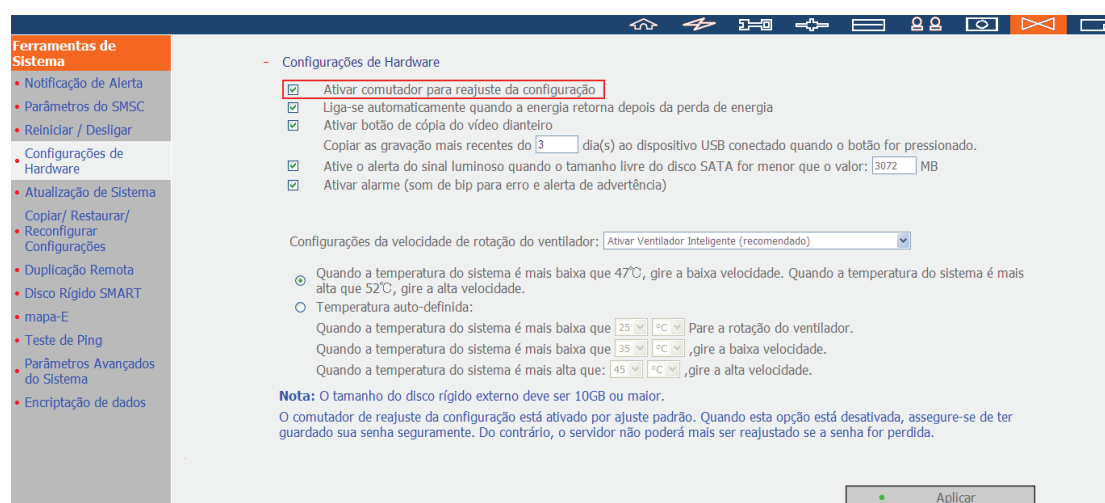 Ferramentas de
Sistema
Notificação de Alerta
Parâmetros do SMSC
Reiniciar / Desligar
Configurações de
Hardware
Atualização de Sistema
Copiar/ Restaurar/
Reconfigurar
Configurações
Duplicação Remota
Disco Rígido SMART
mapa-E
Teste de Ping
Parâmetros Avançados
do Sistema
Encriptação de dados
- Configurações de Hardware
Ativar comutador para reajuste da configuração
Liga-se automaticamente quando a energia retorna depois da perda de energia
Ativar botão de cópia do vídeo dianteiro
Copiar as gravação mais recentes do 3 dia(s) ao dispositivo USB conectado quando o botão for pressionado.
Ative o alerta do sinal luminoso quando o tamanho livre do disco SATA for menor que o valor: 3072 MB
Ativar alarme (som de bip para erro e alerta de advertência)
Configurações da velocidade de rotação do ventilador: Ativar Ventilador Inteligente (recomendado)
Quando a temperatura do sistema é mais baixa que 47℃, gire a baixa velocidade. Quando a temperatura do sistema é mais
alta que 52℃, gire a alta velocidade.
Temperatura auto-definida:
Quando a temperatura do sistema é mais baixa que 25 ºC Pare a rotação do ventilador.
Quando a temperatura do sistema é mais baixa que 35 ºC ,gire a baixa velocidade.
Quando a temperatura do sistema é mais alta que: 45 ºC ,gire a alta velocidade.
Nota: O tamanho do disco rígido externo deve ser 10GB ou maior.
O comutador de reajuste da configuração está ativado por ajuste padrão. Quando esta opção está desativada, assegure-se de ter
guardado sua senha seguramente. Do contrário, o servidor não poderá mais ser reajustado se a senha for perdida.
Aplicar